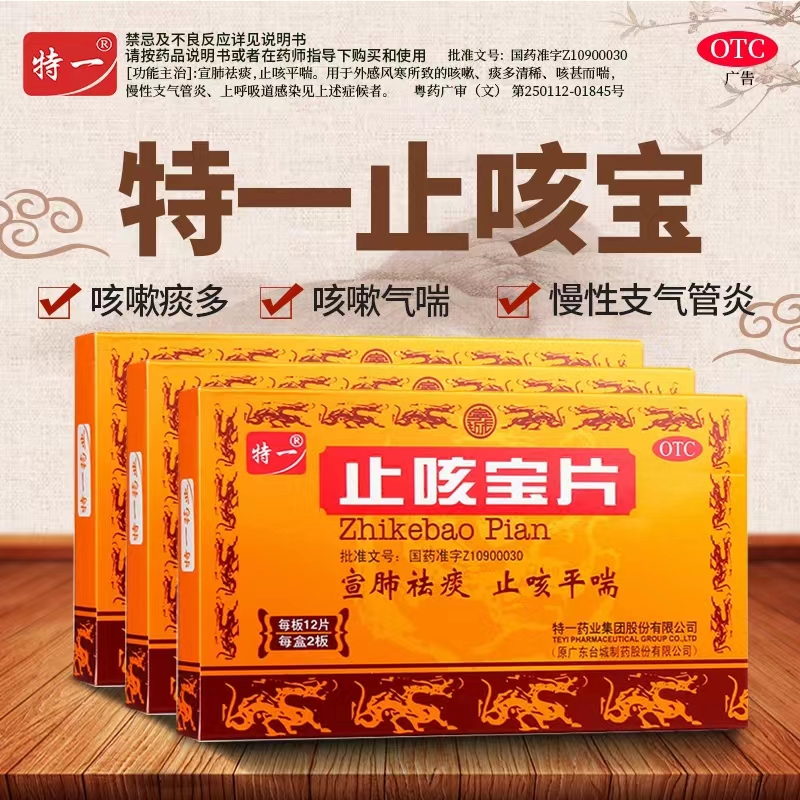 特一®
禁忌及不良反应详见说明书
请按药品说明书或者在药师指导下购买和使用 批准文号：国药准字Z10900030
[功能主治]:宣肺祛痰,止咳平喘。用于外感风寒所致的咳嗽、痰多清稀、咳甚而喘，
慢性支气管炎、上呼吸道感染见上述症候者。 粤药广审（文） 第250112-01845号
OTC
广告
特一止咳宝
咳嗽痰多 咳嗽气喘 慢性支气管炎
特一®
OTC
止咳宝片
Zhikebao Pian
批准文号：国药准字Z10900030
宣肺祛痰 止咳平喘
每板12片
每盒2板
特一药业集团股份有限公司
TEYI PHARMACEUTICAL GROUP CO.,LTD
（原广东台城制药股份有限公司）